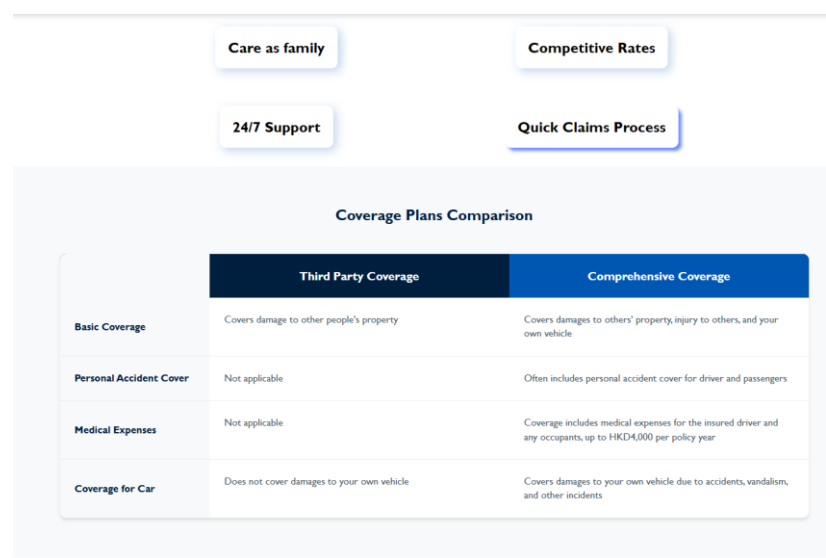 Care as family
Competitive Rates
24/7 Support
Quick Claims Process
Coverage Plans Comparison
Third Party Coverage
Comprehensive Coverage
Basic Coverage
Covers damage to other people's property
Covers damages to others' property, injury to others, and your
own vehicle
Personal Accident Cover
Not applicable
Often includes personal accident cover for driver and passengers
Medical Expenses
Not applicable
Coverage includes medical expenses for the insured driver and
any occupants, up to HKD4,000 per policy year
Coverage for Car
Does not cover damages to your own vehicle
Covers damages to your own vehicle due to accidents, vandalism,
and other incidents